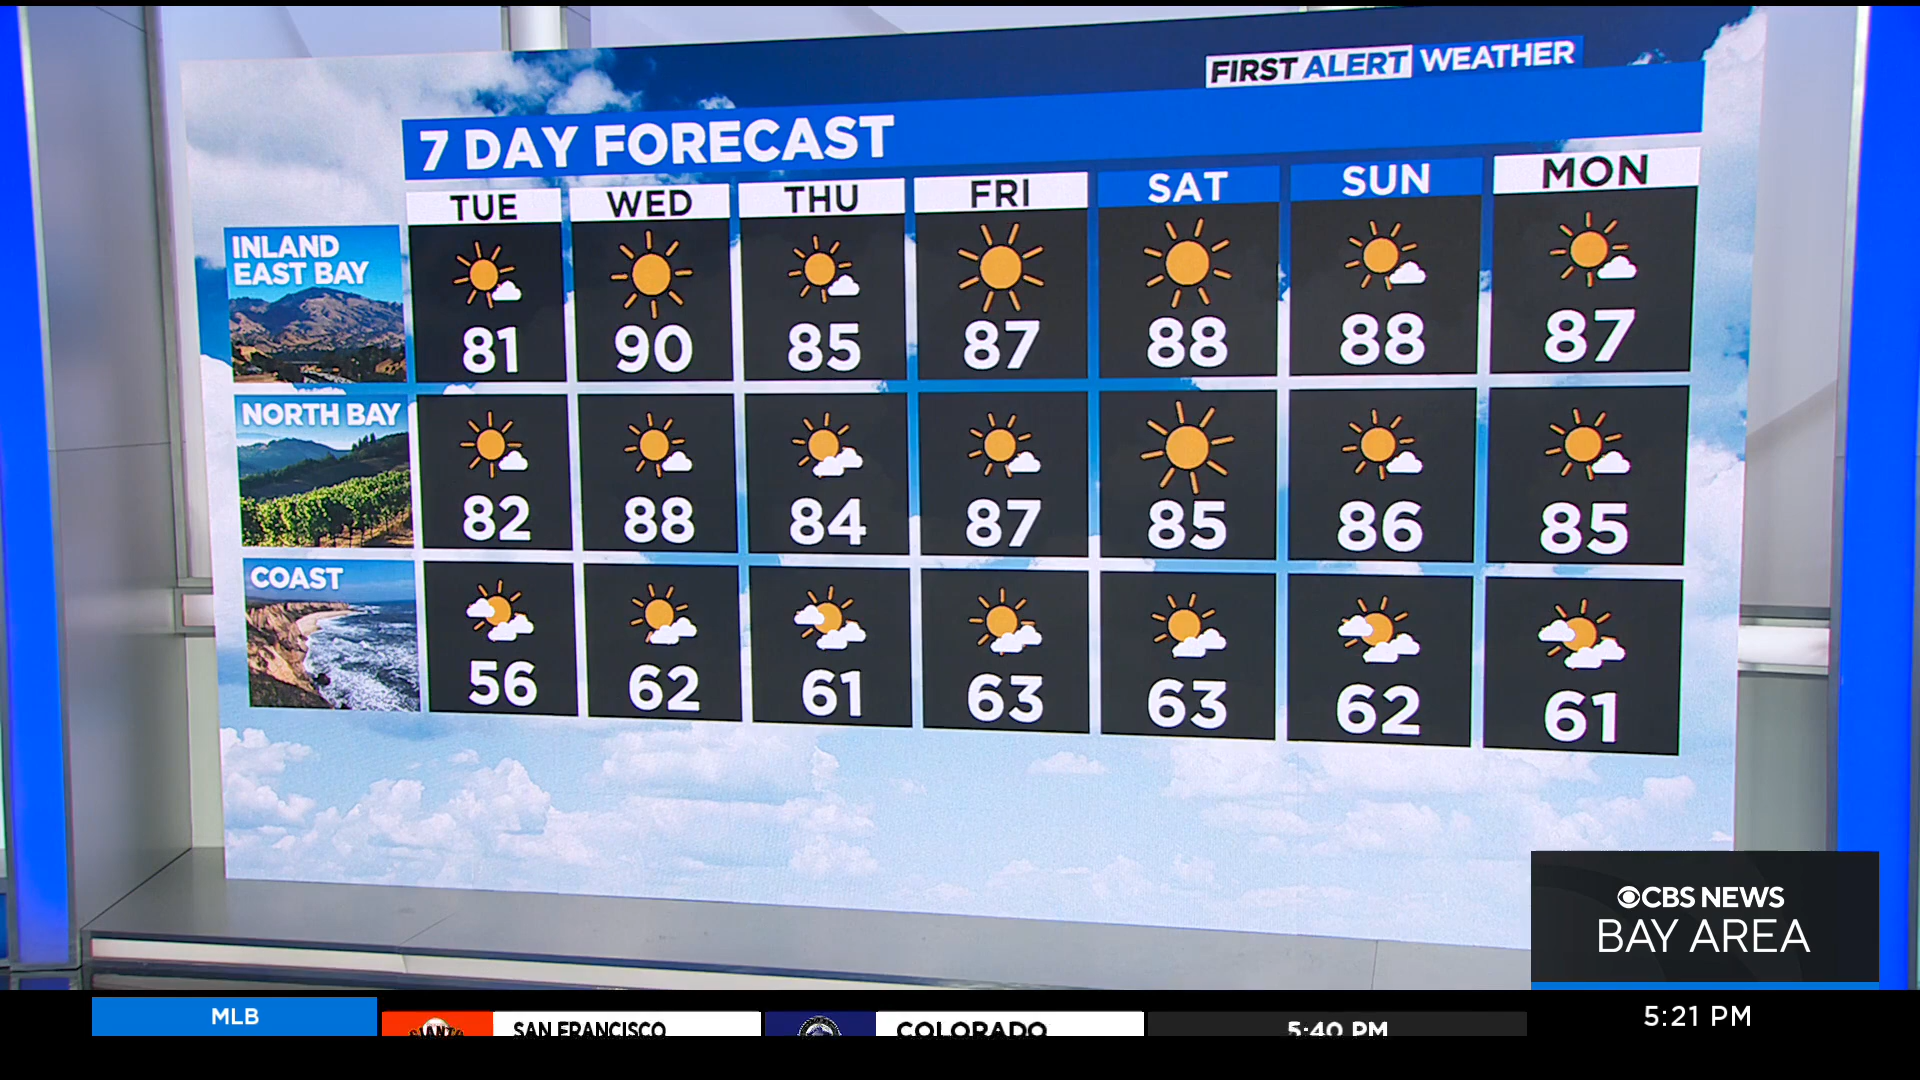 FIRST ALERT WEATHER
7 DAY FORECAST
TUE WED THU FRI SAT SUN MON
INLAND
EAST BAY
81 90 85 87 88 88 87
NORTH BAY
82 88 84 87 85 86 85
COAST
56 62 61 63 63 62 61
CBS NEWS
BAY AREA
MLB GIANTS SAN FRANCISCO COLORADO 5:40 PM 5:21 PM